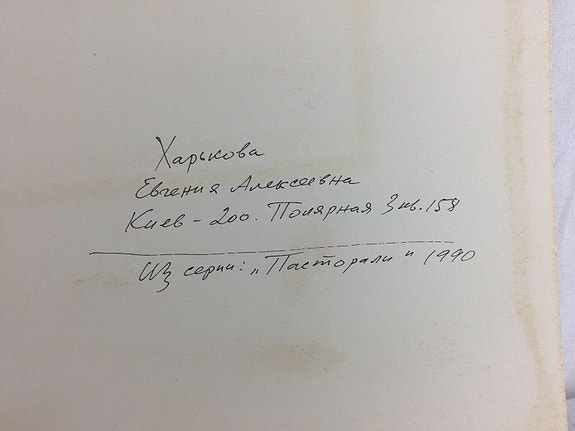 Харькова
Евгения Алексеевна
Киев - 200. Полярная 3 кв. 158
Из серии: „Пасторали" 1990